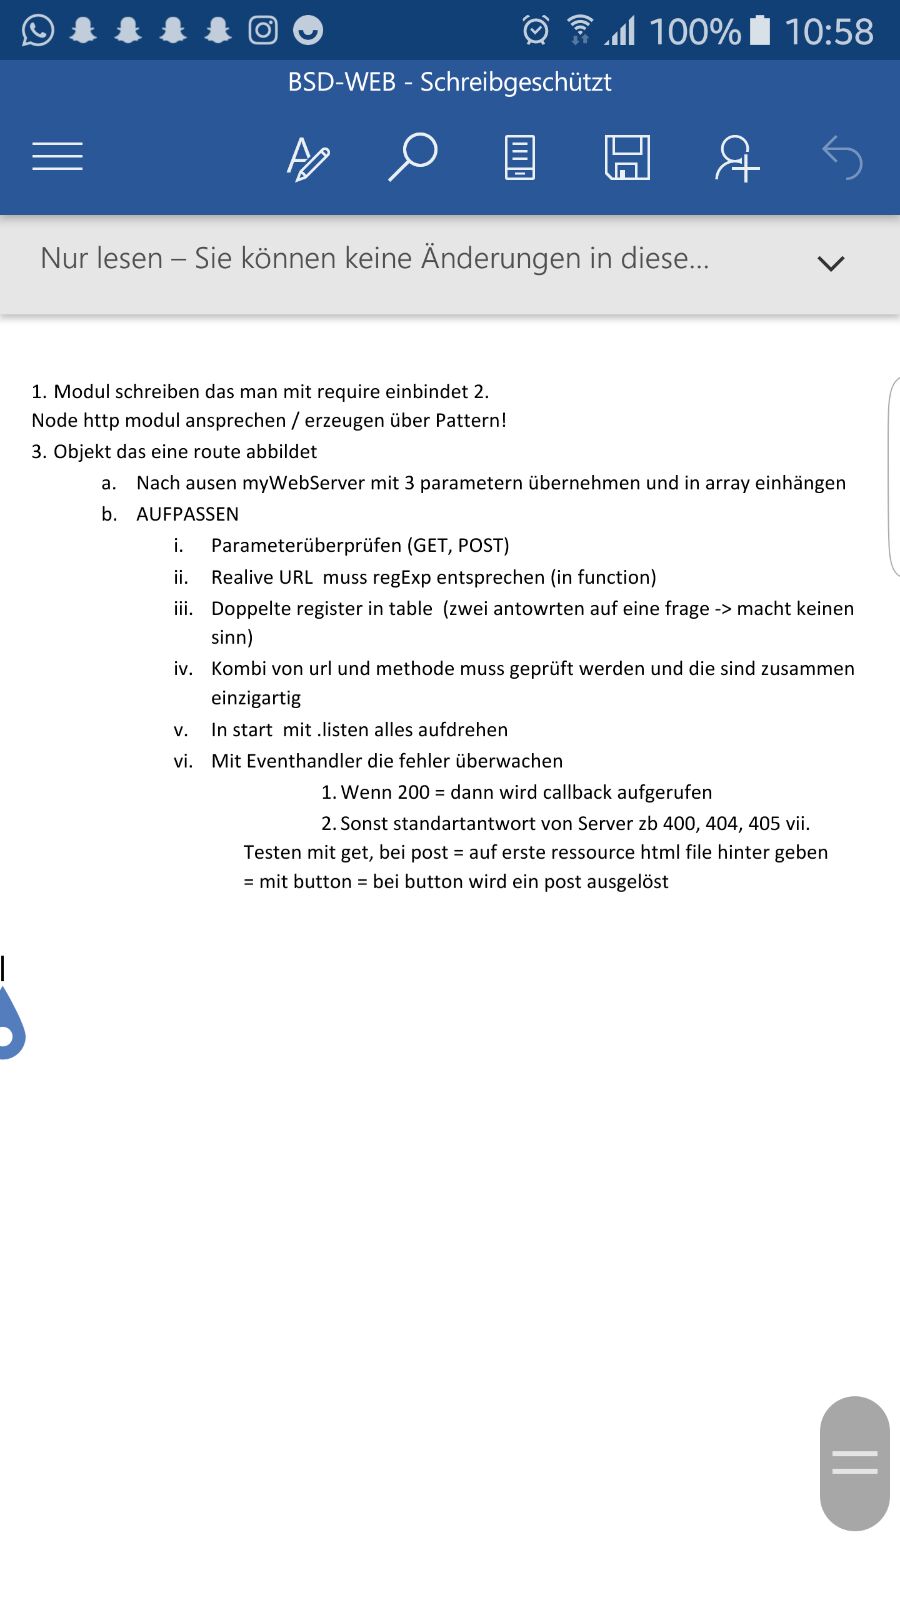 100% 10:58
BSD-WEB - Schreibgeschützt
Nur lesen – Sie können keine Änderungen in diese...
1. Modul schreiben das man mit require einbindet 2.
Node http modul ansprechen / erzeugen über Pattern!
3. Objekt das eine route abbildet
a. Nach ausen myWebServer mit 3 parametern übernehmen und in array einhängen
b. AUFPASSEN
i. Parameterüberprüfen (GET, POST)
ii. Realive URL muss regExp entsprechen (in function)
iii. Doppelte register in table (zwei antowrten auf eine frage -> macht keinen
sinn)
iv. Kombi von url und methode muss geprüft werden und die sind zusammen
einzigartig
v. In start mit .listen alles aufdrehen
vi. Mit Eventhandler die fehler überwachen
1. Wenn 200 = dann wird callback aufgerufen
2. Sonst standartantwort von Server zb 400, 404, 405 vii.
Testen mit get, bei post = auf erste ressource html file hinter geben
= mit button = bei button wird ein post ausgelöst